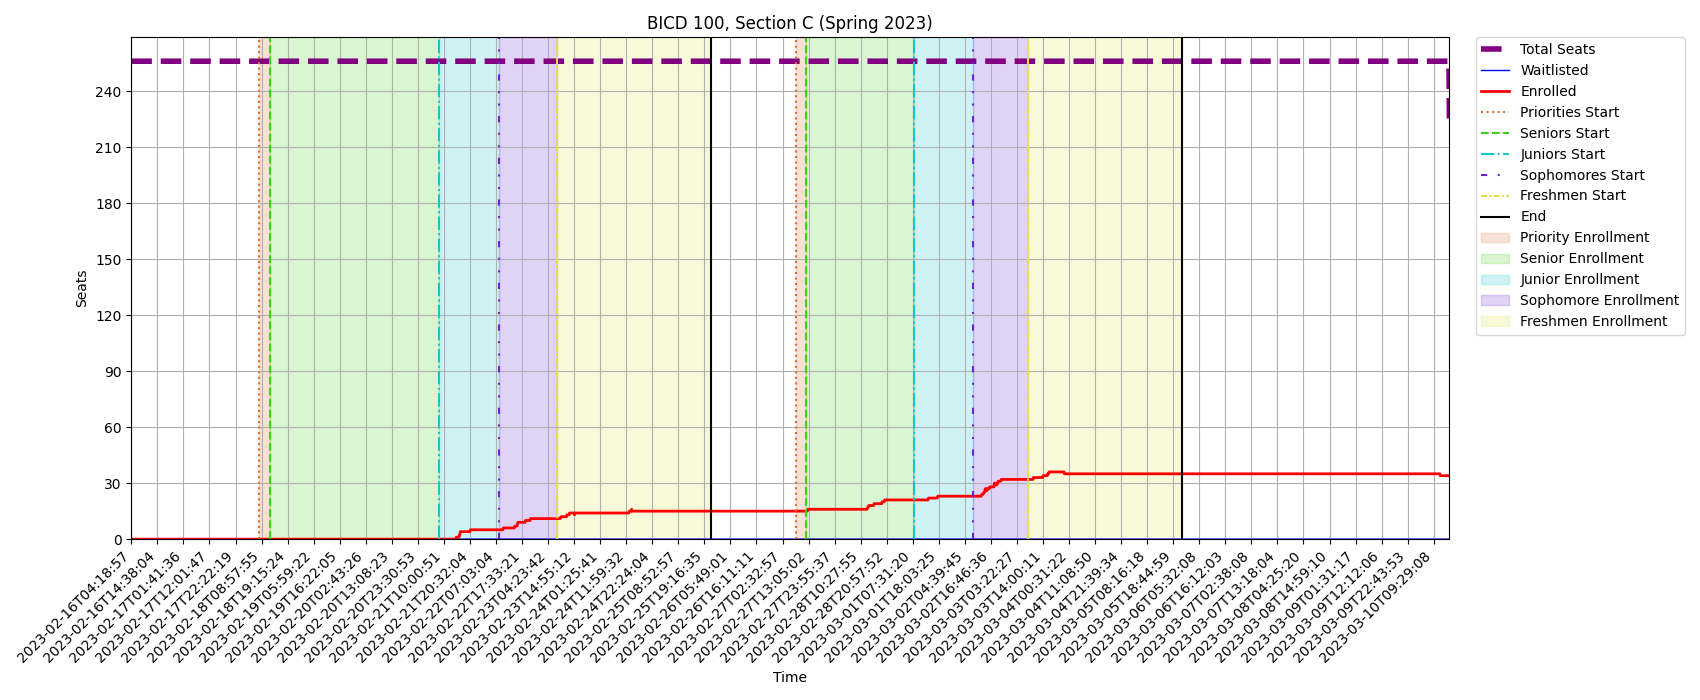 BICD 100, Section C (Spring 2023)
Seats
240
210
180
150
120
90
60
30
0
2023-02-16T04:18:57
2023-02-16T14:38:04
2023-02-17T01:41:36
2023-02-17T12:01:47
2023-02-17T22:22:19
2023-02-18T08:57:55
2023-02-18T19:15:24
2023-02-19T05:59:22
2023-02-19T16:22:05
2023-02-20T02:43:26
2023-02-20T13:08:23
2023-02-20T23:30:53
2023-02-21T10:00:51
2023-02-21T20:32:04
2023-02-22T07:03:04
2023-02-22T17:33:21
2023-02-23T04:23:42
2023-02-23T14:55:12
2023-02-24T01:25:41
2023-02-24T11:59:32
2023-02-24T22:24:04
2023-02-25T08:52:57
2023-02-25T19:16:35
2023-02-26T05:49:01
2023-02-26T16:11:11
2023-02-27T02:32:57
2023-02-27T13:05:02
2023-02-27T23:55:37
2023-02-28T10:27:55
2023-02-28T20:57:52
2023-03-01T07:31:20
2023-03-01T18:03:25
2023-03-02T04:39:45
2023-03-02T16:46:36
2023-03-03T03:22:27
2023-03-03T14:00:11
2023-03-04T00:31:22
2023-03-04T11:08:50
2023-03-04T21:39:34
2023-03-05T08:16:18
2023-03-05T18:44:59
2023-03-06T05:32:08
2023-03-06T16:12:03
2023-03-07T02:38:08
2023-03-07T13:18:04
2023-03-08T04:25:20
2023-03-08T14:59:10
2023-03-09T01:31:17
2023-03-09T12:12:06
2023-03-09T22:43:53
2023-03-10T09:29:08
Time
Total Seats
Waitlisted
Enrolled
Priorities Start
Seniors Start
Juniors Start
Sophomores Start
Freshmen Start
End
Priority Enrollment
Senior Enrollment
Junior Enrollment
Sophomore Enrollment
Freshmen Enrollment